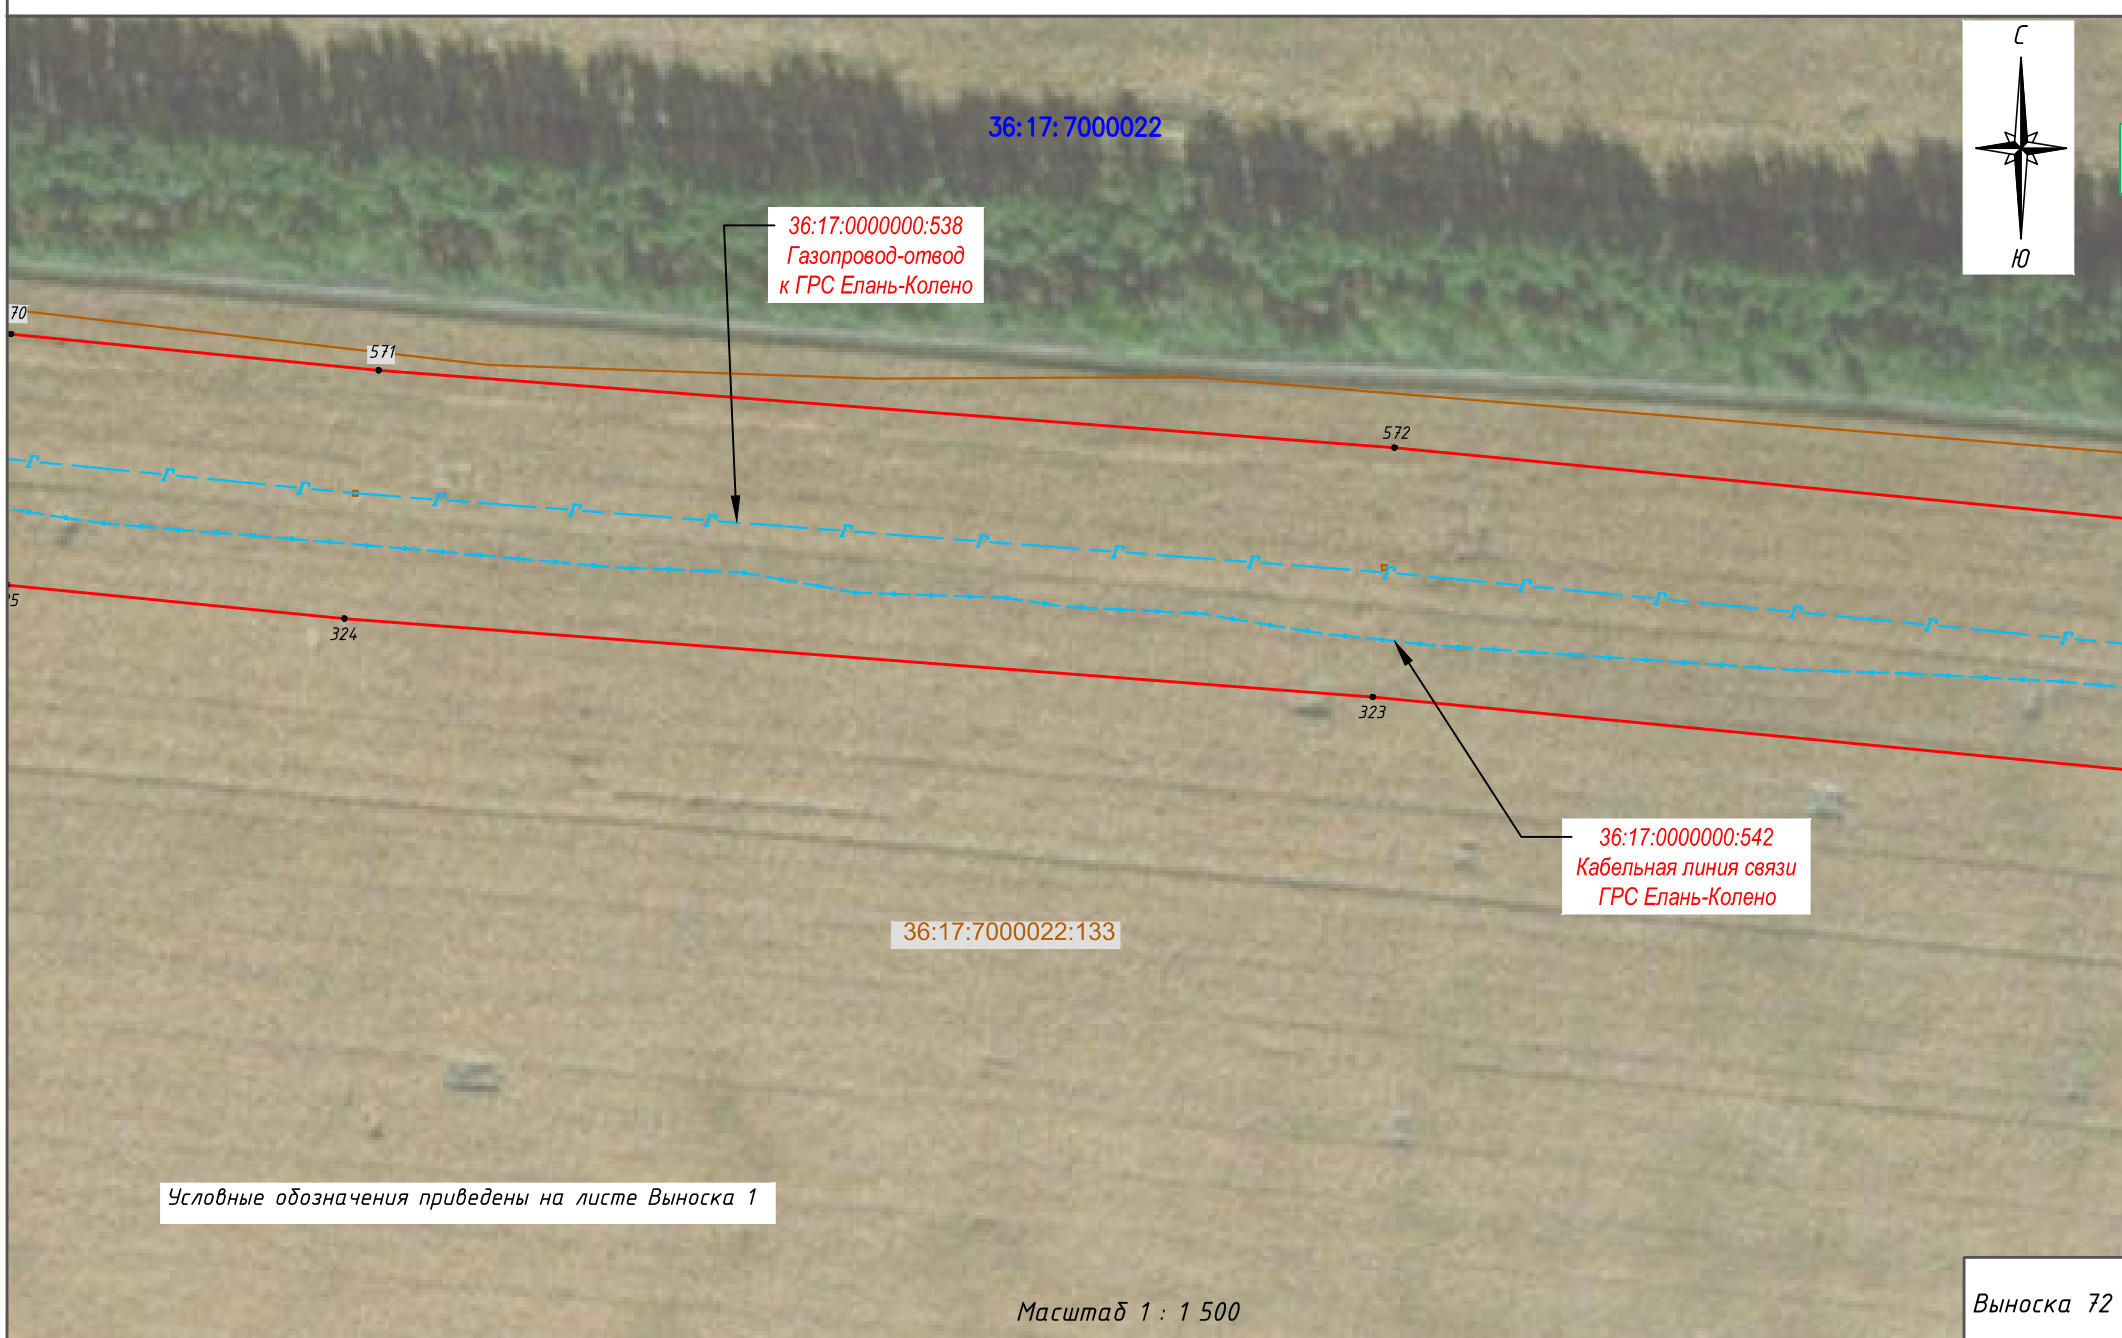 С
36:17:7000022
36:17:0000000:538
Газопровод-отвод
к ГРС Елань-Колено
Ю
70
571
572
Г Г Г Г Г Г Г Г Г Г Г Г Г Г Г Г
25
324
323
36:17:0000000:542
Кабельная линия связи
ГРС Елань-Колено
36:17:7000022:133
Условные обозначения приведены на листе Выноска 1
Масштаб 1 : 1 500
Выноска 72